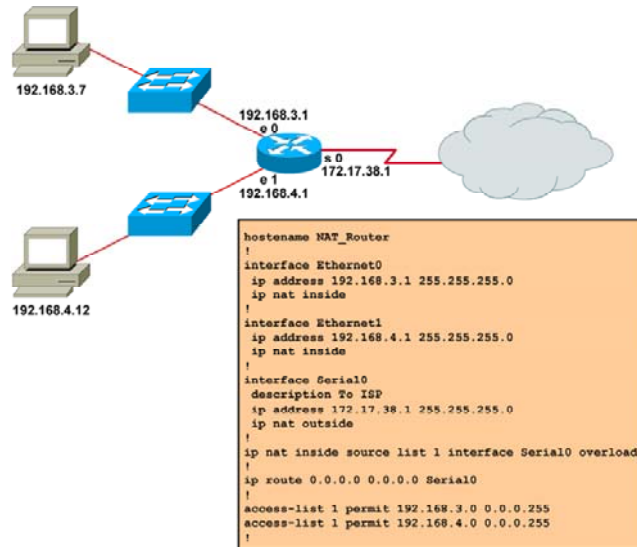 192.168.3.7
192.168.3.1
e 0
s 0
172.17.38.1
e 1
192.168.4.1
192.168.4.12
hostname NAT_Router
!
interface Ethernet0
ip address 192.168.3.1 255.255.255.0
ip nat inside
!
interface Ethernet1
ip address 192.168.4.1 255.255.255.0
ip nat inside
!
interface Serial0
description To ISP
ip address 172.17.38.1 255.255.255.0
ip nat outside
!
ip nat inside source list 1 interface Serial0 overload
!
ip route 0.0.0.0 0.0.0.0 Serial0
!
access-list 1 permit 192.168.3.0 0.0.0.255
access-list 1 permit 192.168.4.0 0.0.0.255
!